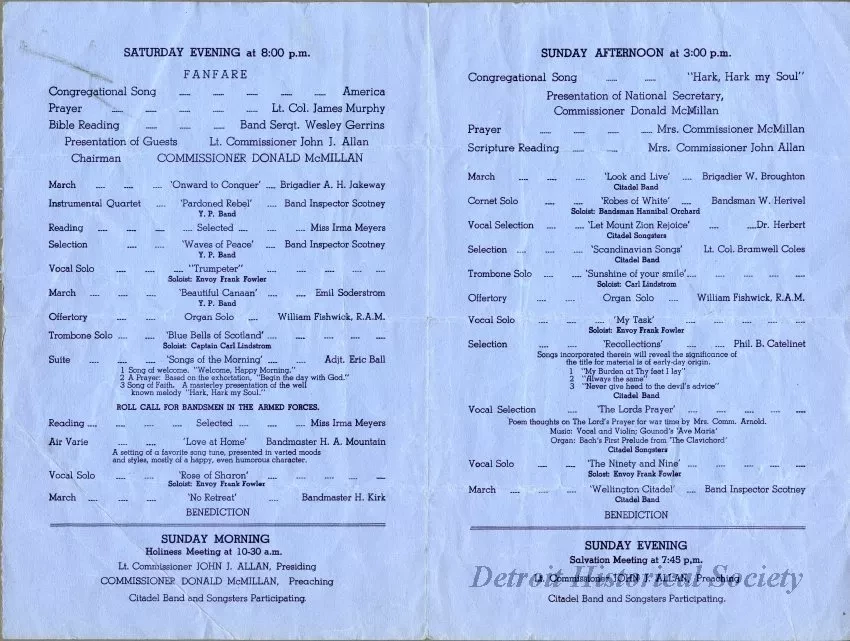 SATURDAY EVENING at 8:00 p.m.
FANFARE
Congregational Song .... .... .... .... .... America
Prayer .... .... .... .... .... Lt. Col. James Murphy
Bible Reading .... .... .... Band Sergt. Wesley Gerrins
Presentation of Guests Lt. Commissioner John J. Allan
Chairman COMMISSIONER DONALD McMILLAN
March .... .... .... 'Onward to Conquer' .... Brigadier A. H. Jakeway
Instrumental Quartet .... 'Pardoned Rebel' .... Band Inspector Scotney
Y. P. Band
Reading .... .... .... Selected .... .... .... Miss Irma Meyers
Selection .... .... 'Waves of Peace' .... Band Inspector Scotney
Y. P. Band
Vocal Solo .... .... .... "Trumpeter" .... .... .... .... ....
Soloist: Envoy Frank Fowler
March .... .... .... 'Beautiful Canaan' .... .... Emil Soderstrom
Y. P. Band
Offertory .... .... Organ Solo .... William Fishwick, R.A.M.
Trombone Solo .... .... 'Blue Bells of Scotland' .... .... .... .... ....
Soloist: Captain Carl Lindstrom
Suite .... .... .... 'Songs of the Morning' .... .... Adjt. Eric Ball
1 Song of welcome. "Welcome, Happy Morning."
2 A Prayer: Based on the exhortation, "Begin the day with God."
3 Song of Faith. A masterley presentation of the well
known melody "Hark, Hark my Soul."
ROLL CALL FOR BANDSMEN IN THE ARMED FORCES.
Reading .... .... .... Selected .... .... .... Miss Irma Meyers
Air Varie .... .... 'Love at Home' Bandmaster H. A. Mountain
A setting of a favorite song tune, presented in varied moods
and styles, mostly of a happy, even humorous character.
Vocal Solo .... .... 'Rose of Sharon' .... .... .... .... ....
Soloist: Envoy Frank Fowler
March .... .... .... 'No Retreat' .... .... Bandmaster H. Kirk
BENEDICTION
SUNDAY MORNING
Holiness Meeting at 10-30 a.m.
Lt. Commissioner JOHN J. ALLAN, Presiding
COMMISSIONER DONALD McMILLAN, Preaching
Citadel Band and Songsters Participating.
SUNDAY AFTERNOON at 3:00 p.m.
Congregational Song .... .... "Hark, Hark my Soul"
Presentation of National Secretary,
Commissioner Donald McMillan
Prayer .... .... .... .... Mrs. Commissioner McMillan
Scripture Reading .... .... Mrs. Commissioner John Allan
March .... .... .... 'Look and Live' .... Brigadier W. Broughton
Citadel Band
Cornet Solo .... .... 'Robes of White' .... Bandsman W. Herivel
Soloist: Bandsman Hannibal Orchard
Vocal Selection .... .... 'Let Mount Zion Rejoice' .... ....Dr. Herbert
Citadel Songsters
Selection .... .... 'Scandinavian Songs' Lt. Col. Bramwell Coles
Citadel Band
Trombone Solo .... .... 'Sunshine of your smile'.... .... .... .... ....
Soloist: Carl Lindstrom
Offertory .... .... Organ Solo .... William Fishwick, R.A.M.
Vocal Solo .... .... 'My Task' .... .... .... .... ....
Soloist: Envoy Frank Fowler
Selection .... .... 'Recollections' .... .... Phil. B. Catelinet
Songs incorporated therein will reveal the significance of
the title for material is of early-day origin.
1 "My Burden at Thy feet I lay"
2 "Always the same"
3 "Never give heed to the devil's advice"
Citadel Band
Vocal Selection .... .... 'The Lords Prayer' .... .... .... ....
Poem thoughts on The Lord's Prayer for war time by Mrs. Comm. Arnold.
Music: Vocal and Violin; Gounod's 'Ave Maria'
Organ: Bach's First Prelude from 'The Clavichord'
Citadel Songsters
Vocal Solo .... .... 'The Ninety and Nine' .... .... .... ....
Soloist: Envoy Frank Fowler
March .... .... .... 'Wellington Citadel' .... Band Inspector Scotney
Citadel Band
BENEDICTION
SUNDAY EVENING
Salvation Meeting at 7:45 p.m.
Lt. Commissioner JOHN J. ALLAN, Preaching
Detroit Historical Society
Citadel Band and Songsters Participating.